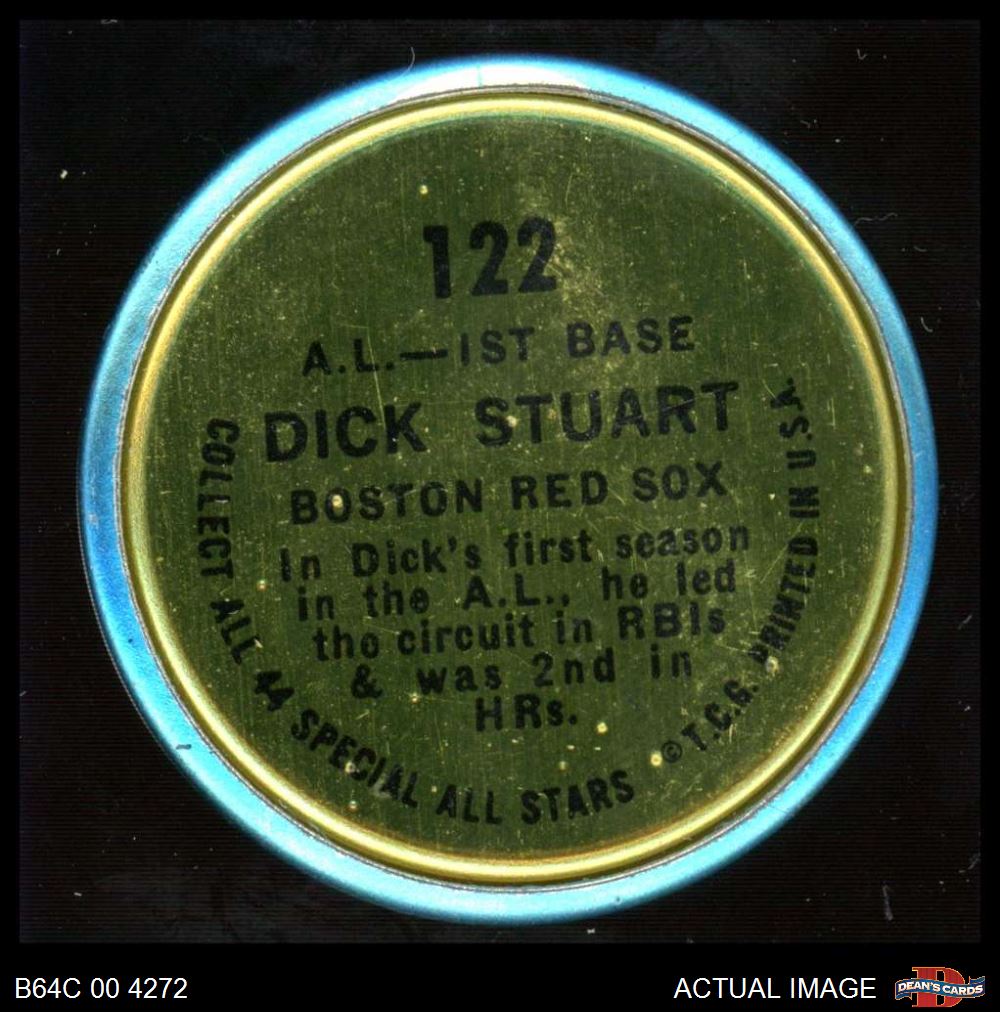 122
A.L.—1ST BASE
DICK STUART
BOSTON RED SOX
In Dick's first season
in the A.L., he led
the circuit in RBIs
& was 2nd in
HRs.
COLLECT ALL 44 SPECIAL ALL STARS
© T.C.G. PRINTED IN U.S.A.
B64C 00 4272
ACTUAL IMAGE
D
DEAN'S CARDS